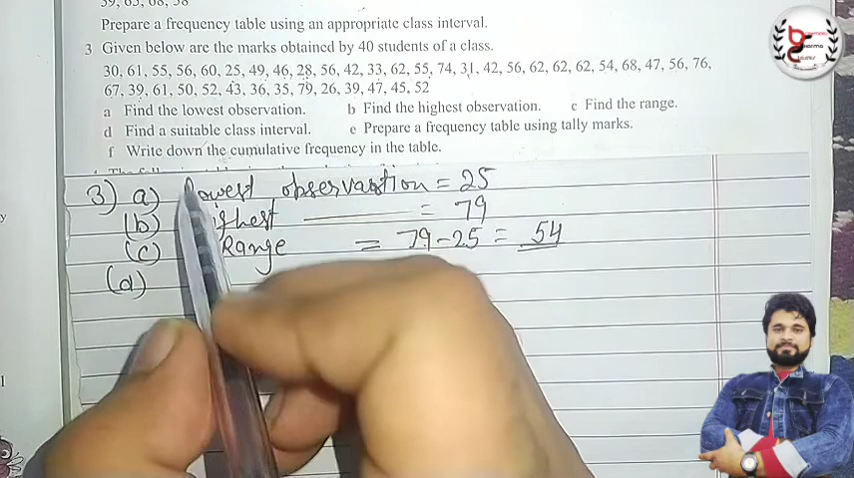 59, 65, 68, 58
Prepare a frequency table using an appropriate class interval.
3 Given below are the marks obtained by 40 students of a class.
30, 61, 55, 56, 60, 25, 49, 46, 28, 56, 42, 33, 62, 55, 74, 31, 42, 56, 62, 62, 62, 54, 68, 47, 56, 76,
67, 39, 61, 50, 52, 43, 36, 35, 79, 26, 39, 47, 45, 52
a Find the lowest observation. b Find the highest observation. c Find the range.
d Find a suitable class interval. e Prepare a frequency table using tally marks.
f Write down the cumulative frequency in the table.
3) a) Lowest observation = 25
(b) ighest = 79
(c) Range = 79-25 = 54
(d)